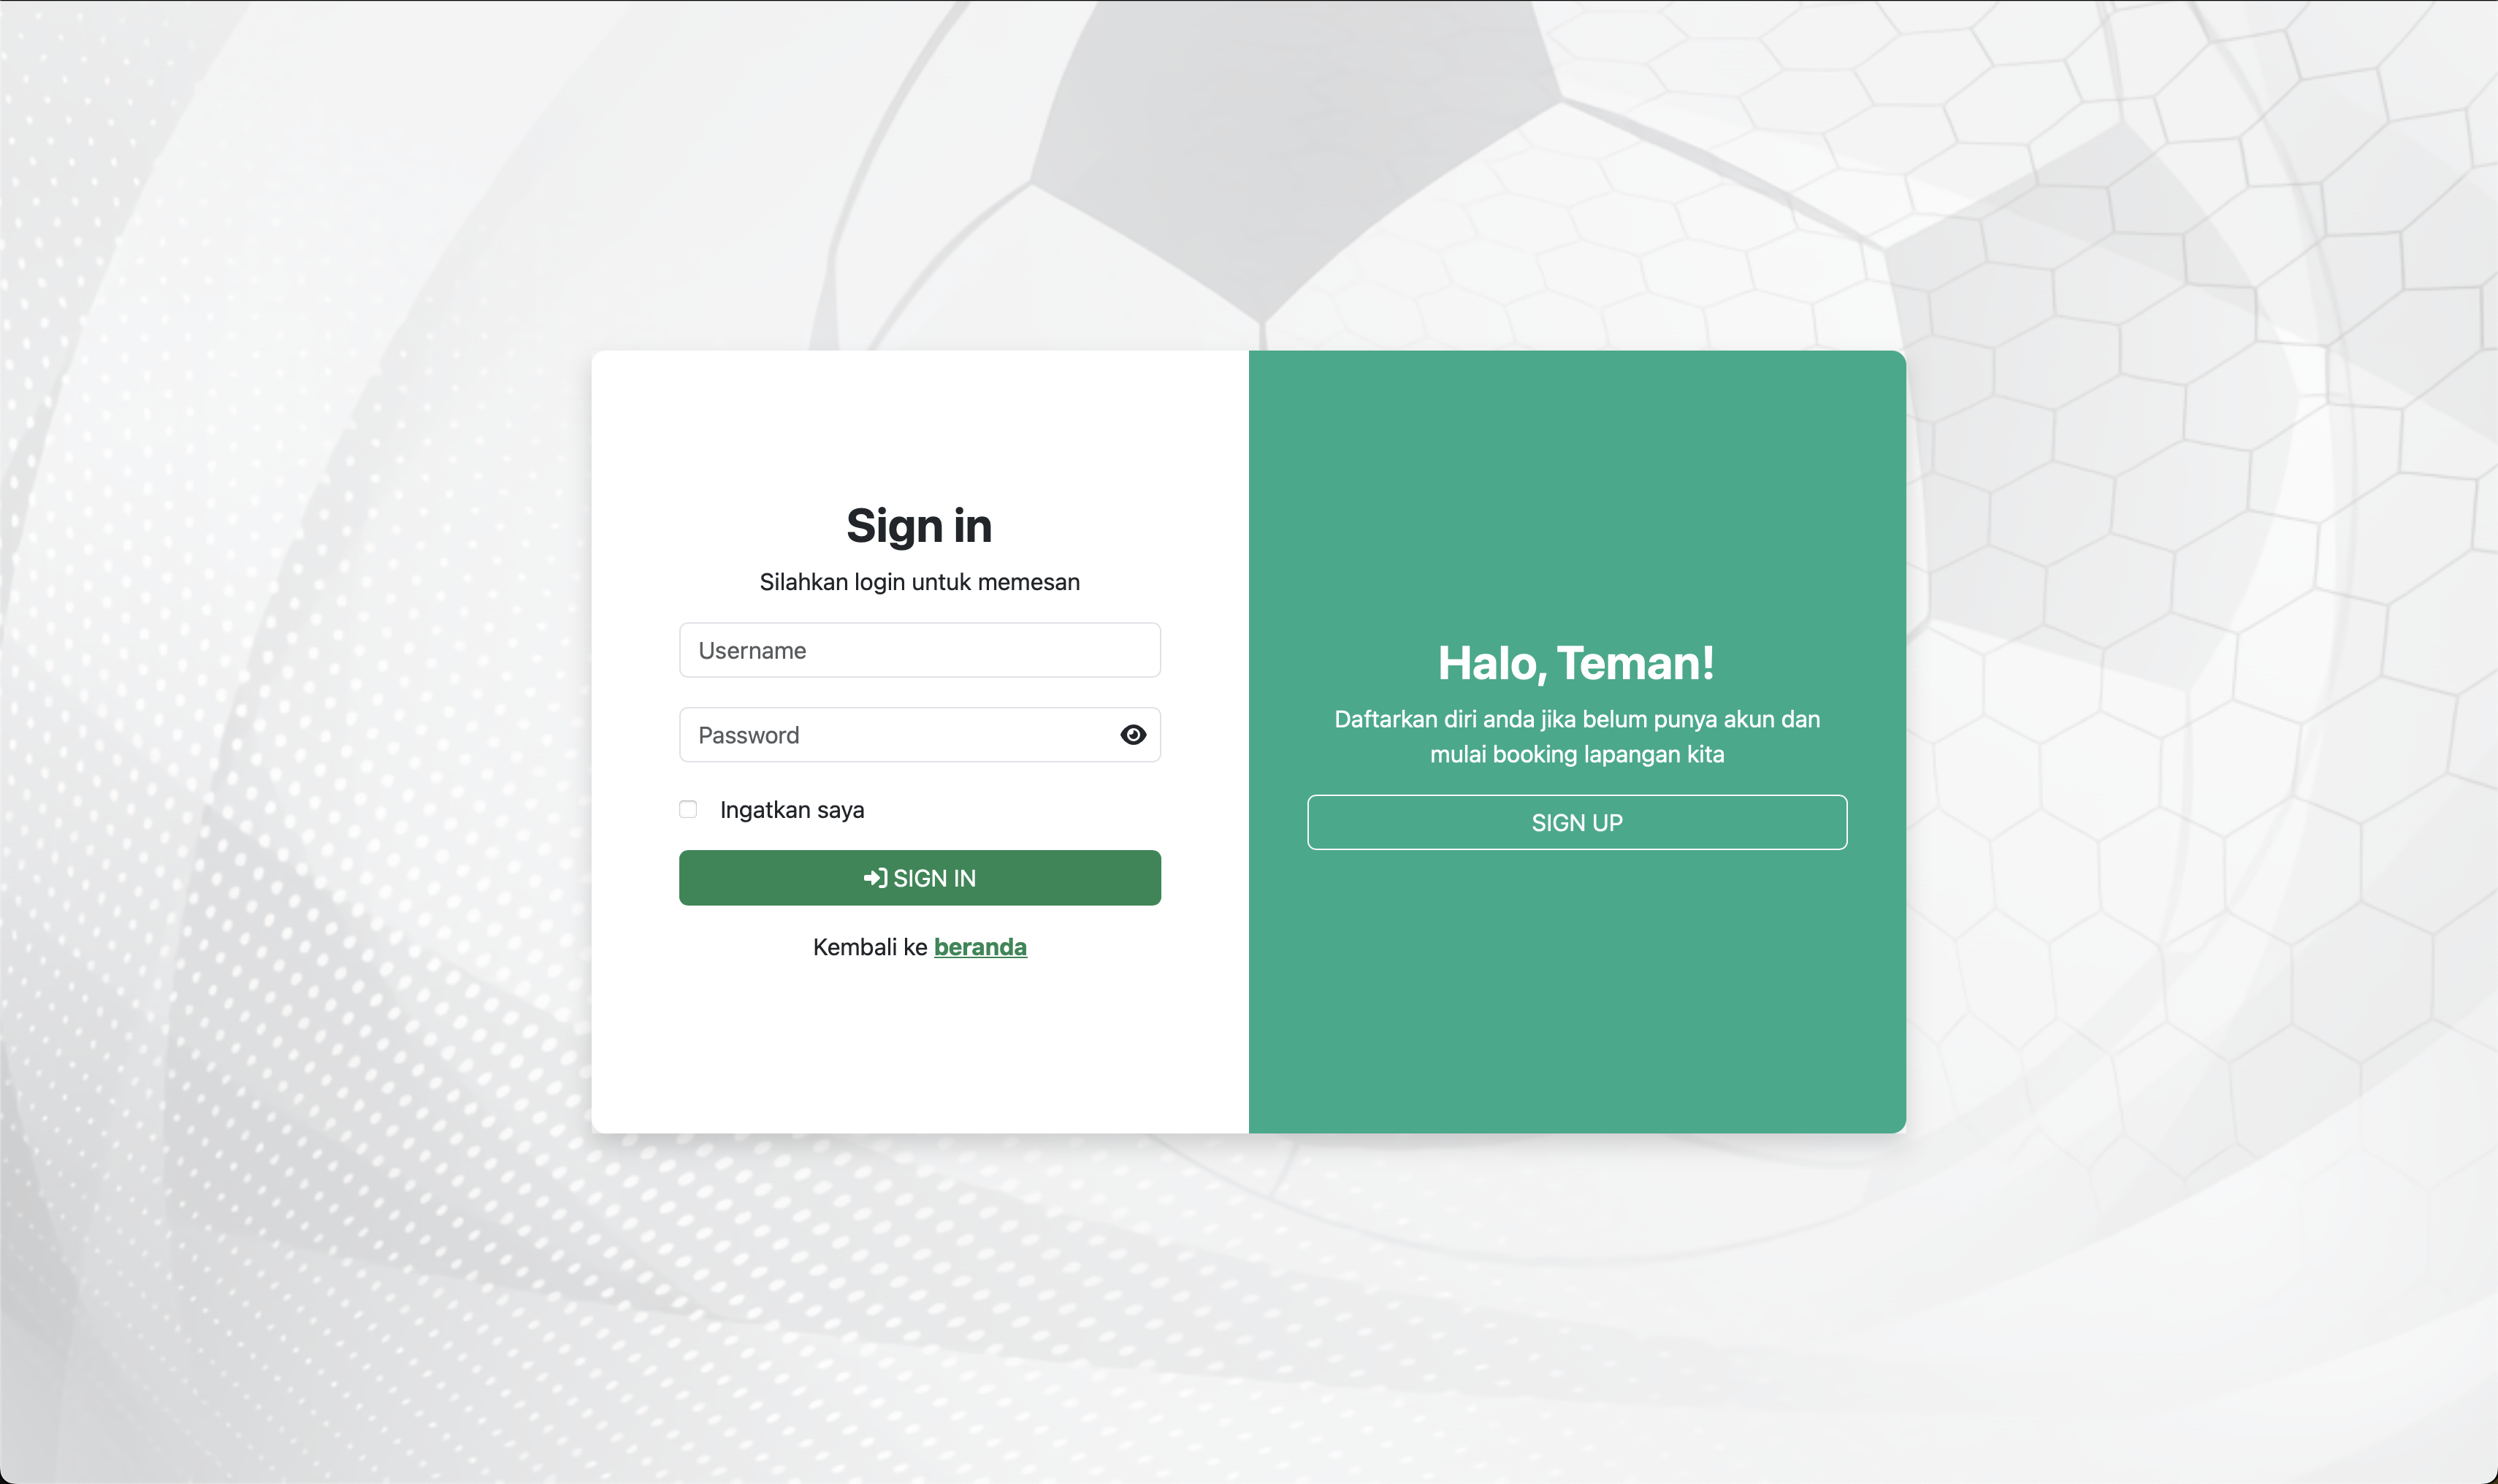 Sign in
Silahkan login untuk memesan
Username
Password
Ingatkan saya
SIGN IN
Kembali ke beranda
Halo, Teman!
Daftarkan diri anda jika belum punya akun dan
mulai booking lapangan kita
SIGN UP